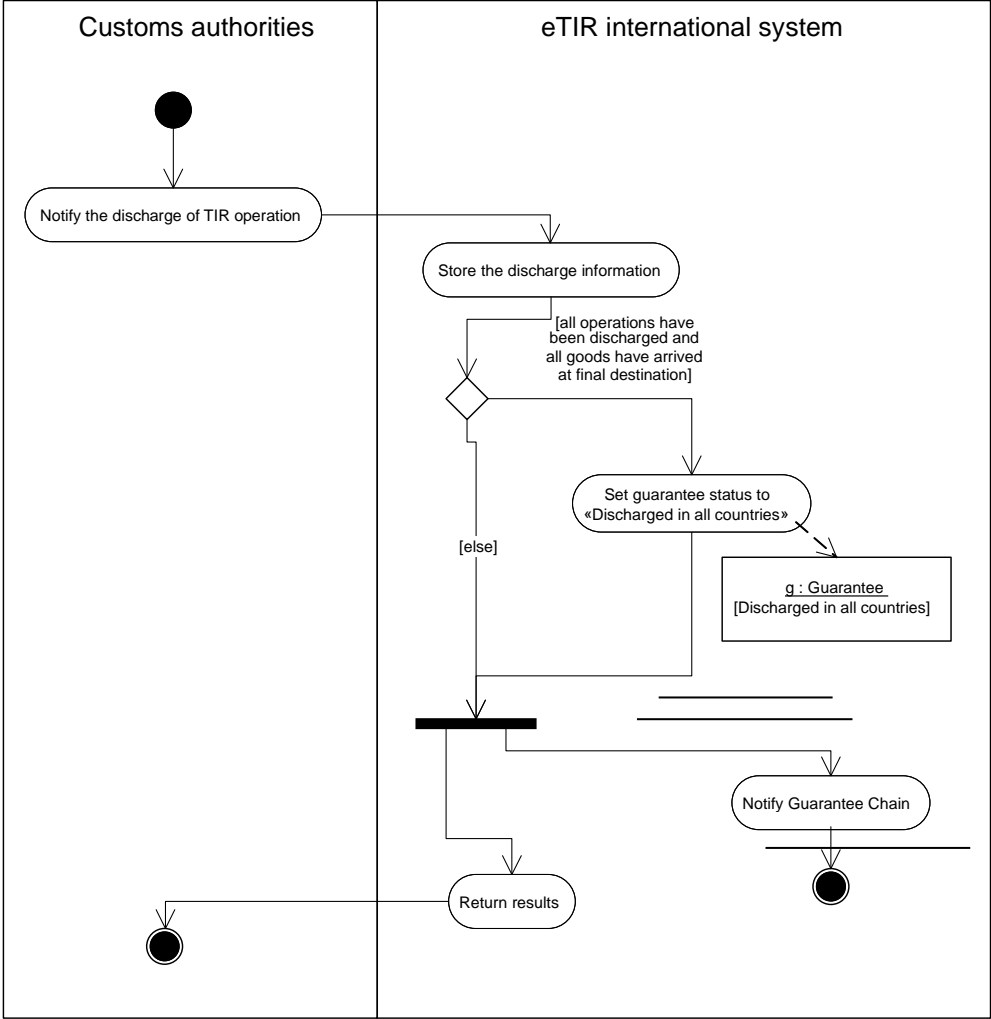 Customs authorities
eTIR international system
Notify the discharge of TIR operation
Store the discharge information
[all operations have
been discharged and
all goods have arrived
at final destination]
Set guarantee status to
«Discharged in all countries»
[else]
g : Guarantee
[Discharged in all countries]
Notify Guarantee Chain
Return results